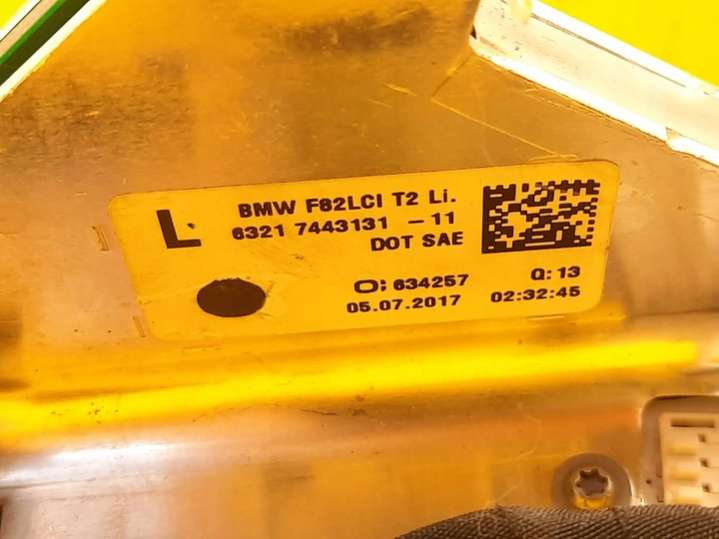 L
BMW F82LCI T2 Li.
6321 7443131 -11
DOT SAE
O: 634257 Q: 13
05.07.2017 02:32:45